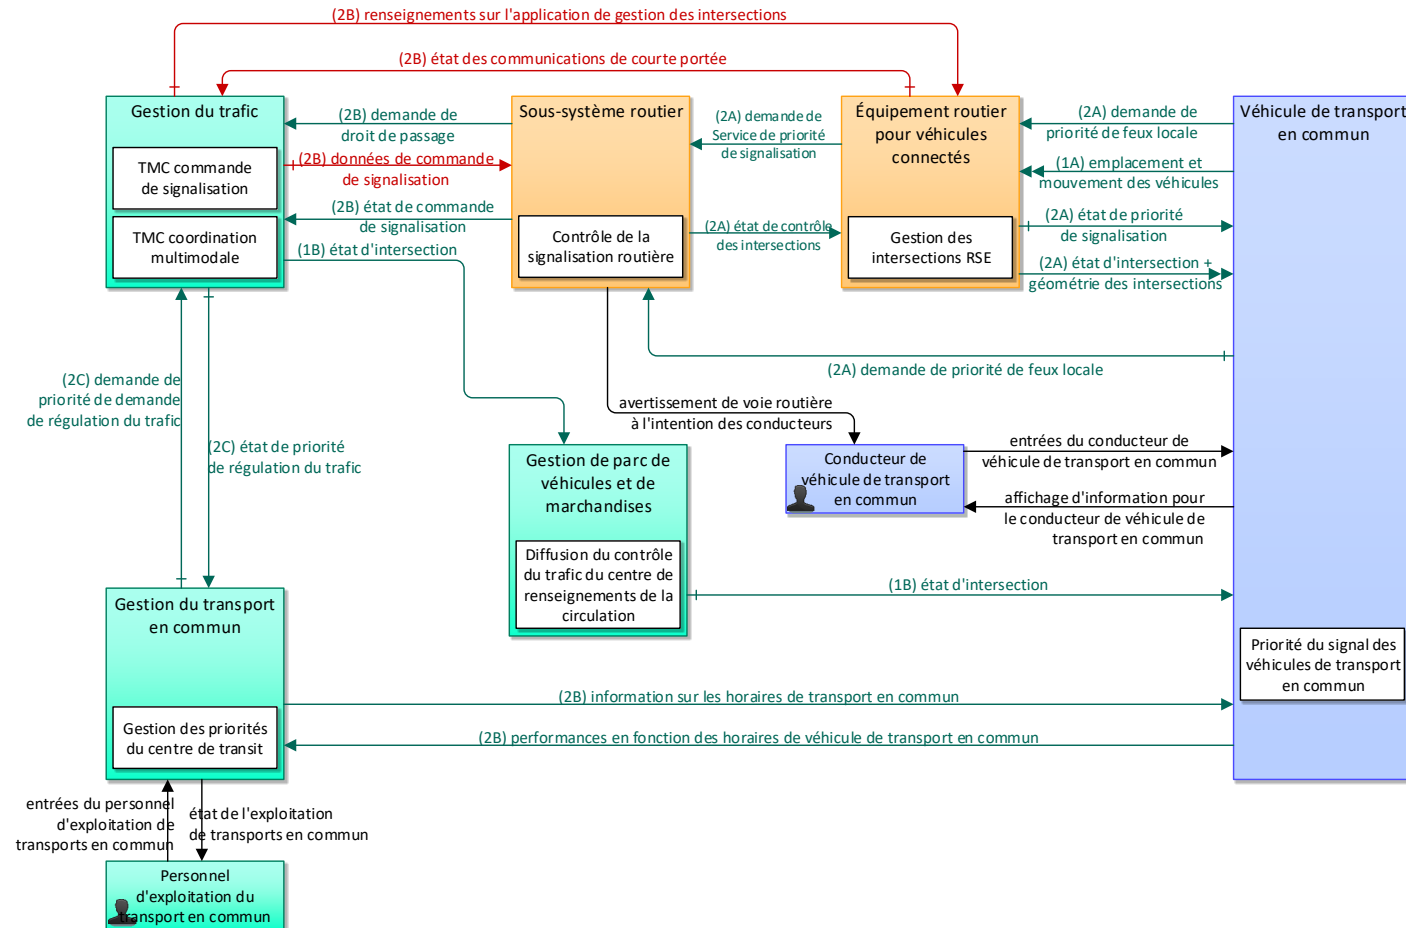 (2B) renseignements sur l'application de gestion des intersections
(2B) état des communications de courte portée
Gestion du trafic
TMC commande
de signalisation
TMC coordination
multimodale
(2B) demande de
droit de passage
(2B) données de commande
de signalisation
(2B) état de commande
de signalisation
(1B) état d'intersection
Sous-système routier
Contrôle de la
signalisation routière
(2A) demande de
Service de priorité
de signalisation
(2A) état de contrôle
des intersections
Équipement routier
pour véhicules
connectés
Gestion des
intersections RSE
(2A) demande de
priorité de feux locale
(1A) emplacement et
mouvement des véhicules
(2A) état de priorité
de signalisation
(2A) état d'intersection +
géométrie des intersections
Véhicule de transport
en commun
(2A) demande de priorité de feux locale
(2C) demande de
priorité de demande
de régulation du trafic
(2C) état de priorité
de régulation du trafic
avertissement de voie routière
à l'intention des conducteurs
Gestion de parc de
véhicules et de
marchandises
Diffusion du contrôle
du trafic du centre de
renseignements de la
circulation
Conducteur de
véhicule de transport
en commun
entrées du conducteur de
véhicule de transport en commun
affichage d'information pour
le conducteur de véhicule de
transport en commun
(1B) état d'intersection
Gestion du transport
en commun
Gestion des priorités
du centre de transit
Priorité du signal des
véhicules de transport
en commun
(2B) information sur les horaires de transport en commun
(2B) performances en fonction des horaires de véhicule de transport en commun
entrées du personnel
d'exploitation de
transports en commun
état de l'exploitation
de transports en commun
Personnel
d'exploitation du
transport en commun